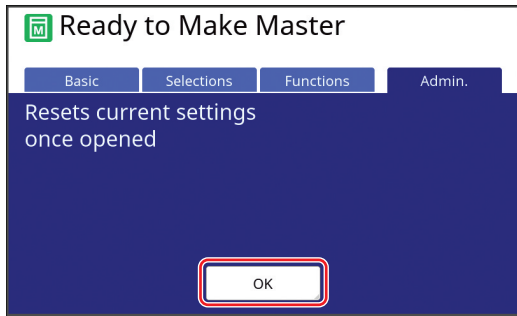 M
Ready to Make Master
Basic
Selections
Functions
Admin.
Resets current settings
once opened
OK